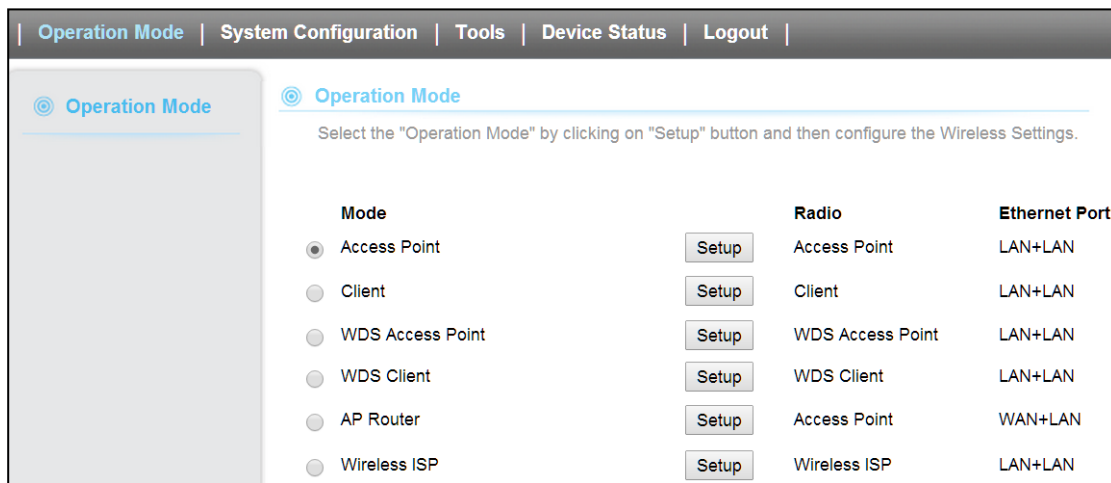 | Operation Mode | System Configuration | Tools | Device Status | Logout |
Operation Mode
Operation Mode
Select the "Operation Mode" by clicking on "Setup" button and then configure the Wireless Settings.
Mode Radio Ethernet Port
Access Point Setup Access Point LAN+LAN
Client Setup Client LAN+LAN
WDS Access Point Setup WDS Access Point LAN+LAN
WDS Client Setup WDS Client LAN+LAN
AP Router Setup Access Point WAN+LAN
Wireless ISP Setup Wireless ISP LAN+LAN